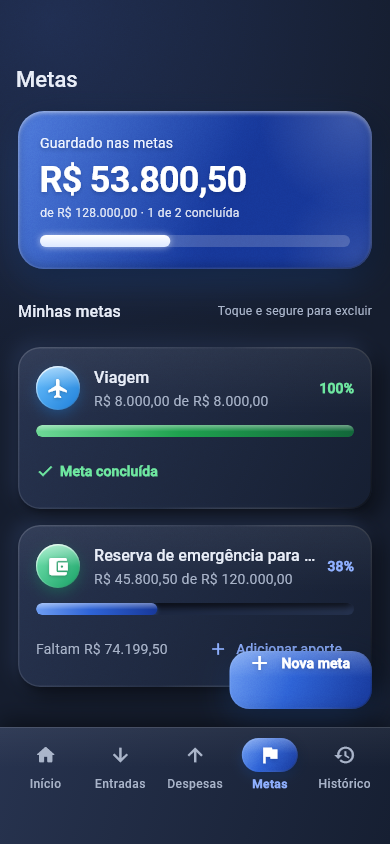 Metas
Guardado nas metas
R$ 53.800,50
de R$ 128.000,00 · 1 de 2 concluída
Minhas metas
Toque e segure para excluir
Viagem
R$ 8.000,00 de R$ 8.000,00
100%
Meta concluída
Reserva de emergência para ...
R$ 45.800,50 de R$ 120.000,00
38%
Faltam R$ 74.199,50
Adicionar aporte
Nova meta
Início
Entradas
Despesas
Metas
Histórico